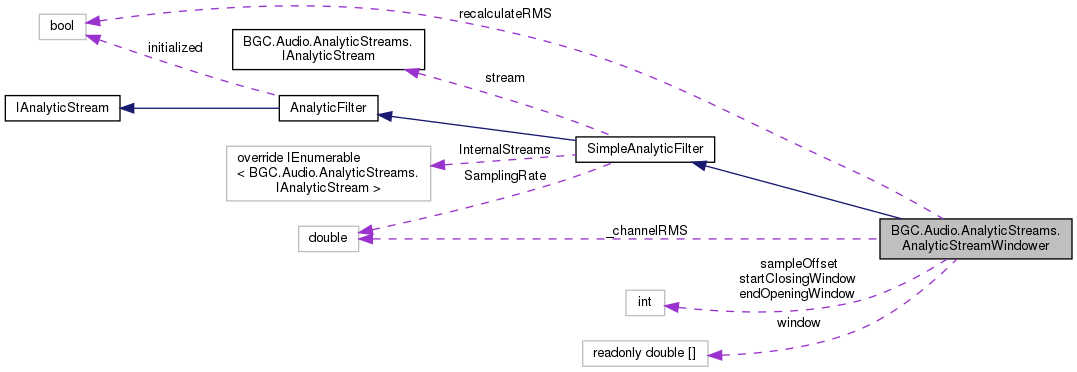 recalculateRMS
bool
initialized
BGC.Audio.AnalyticStreams.
IAnalyticStream
stream
IAnalyticStream
AnalyticFilter
SimpleAnalyticFilter
InternalStreams
override IEnumerable
< BGC.Audio.AnalyticStreams.
IAnalyticStream >
SamplingRate
double
_channelRMS
BGC.Audio.AnalyticStreams.
AnalyticStreamWindower
sampleOffset
startClosingWindow
endOpeningWindow
int
window
readonly double []